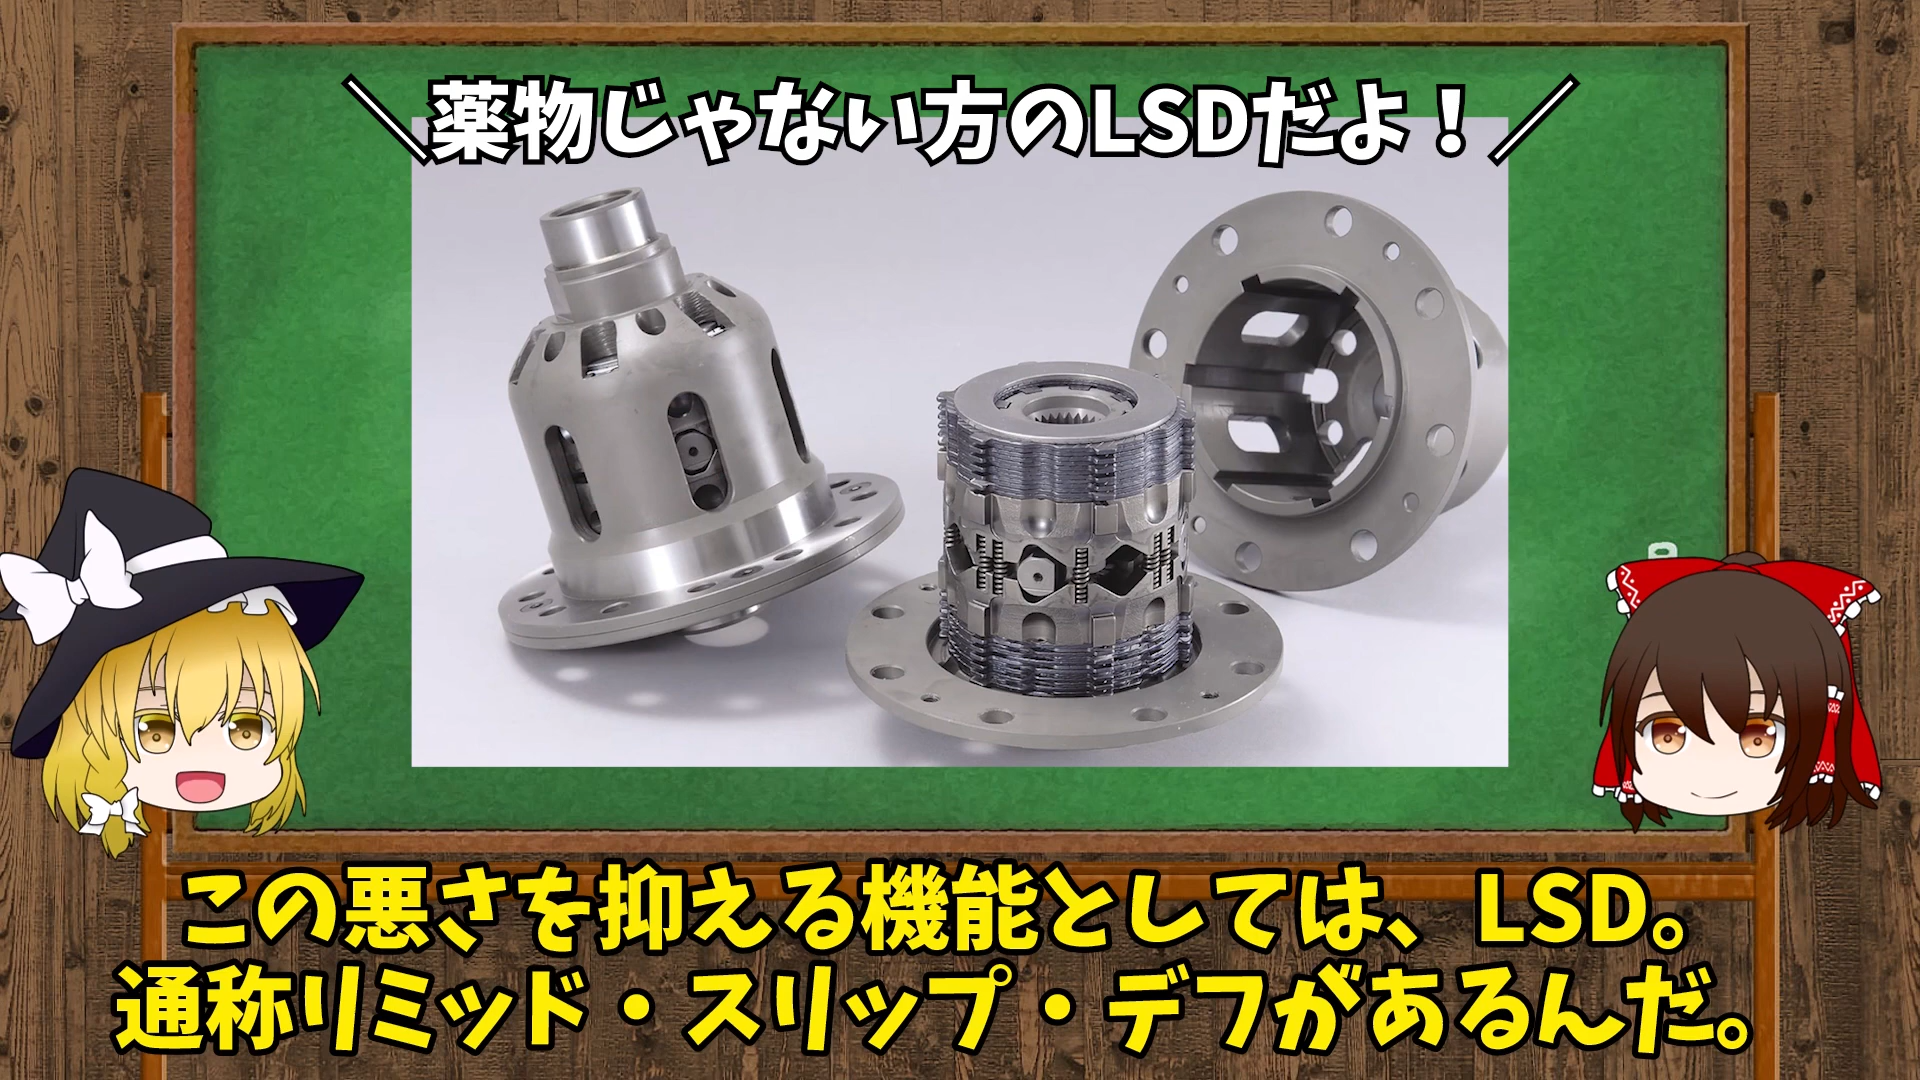 ＼薬物じゃない方のLSDだよ！／
この悪さを抑える機能としては、LSD。
通称リミッド・スリップ・デフがあるんだ。